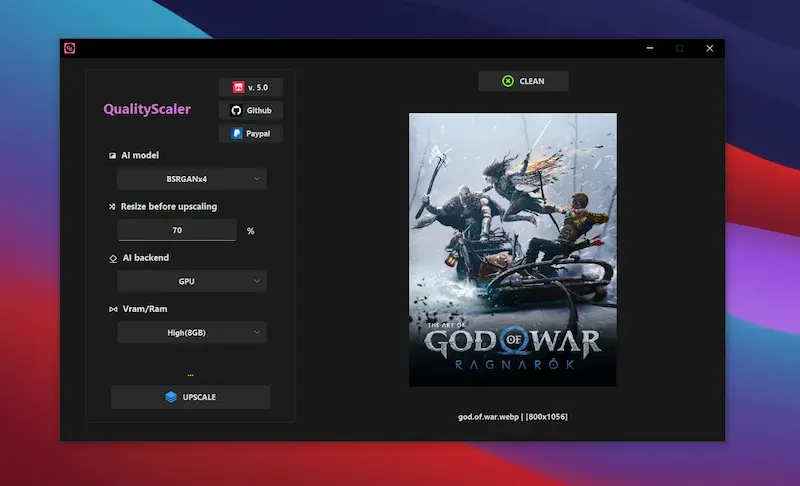 QualityScaler
v. 5.0
Github
Paypal
AI model
BSRGANx4
Resize before upscaling
70 %
AI backend
GPU
Vram/Ram
High(8GB)
...
UPSCALE
CLEAN
THE ART OF
GOD OF WAR
RAGNARÖK
god.of.war.webp | [800x1056]